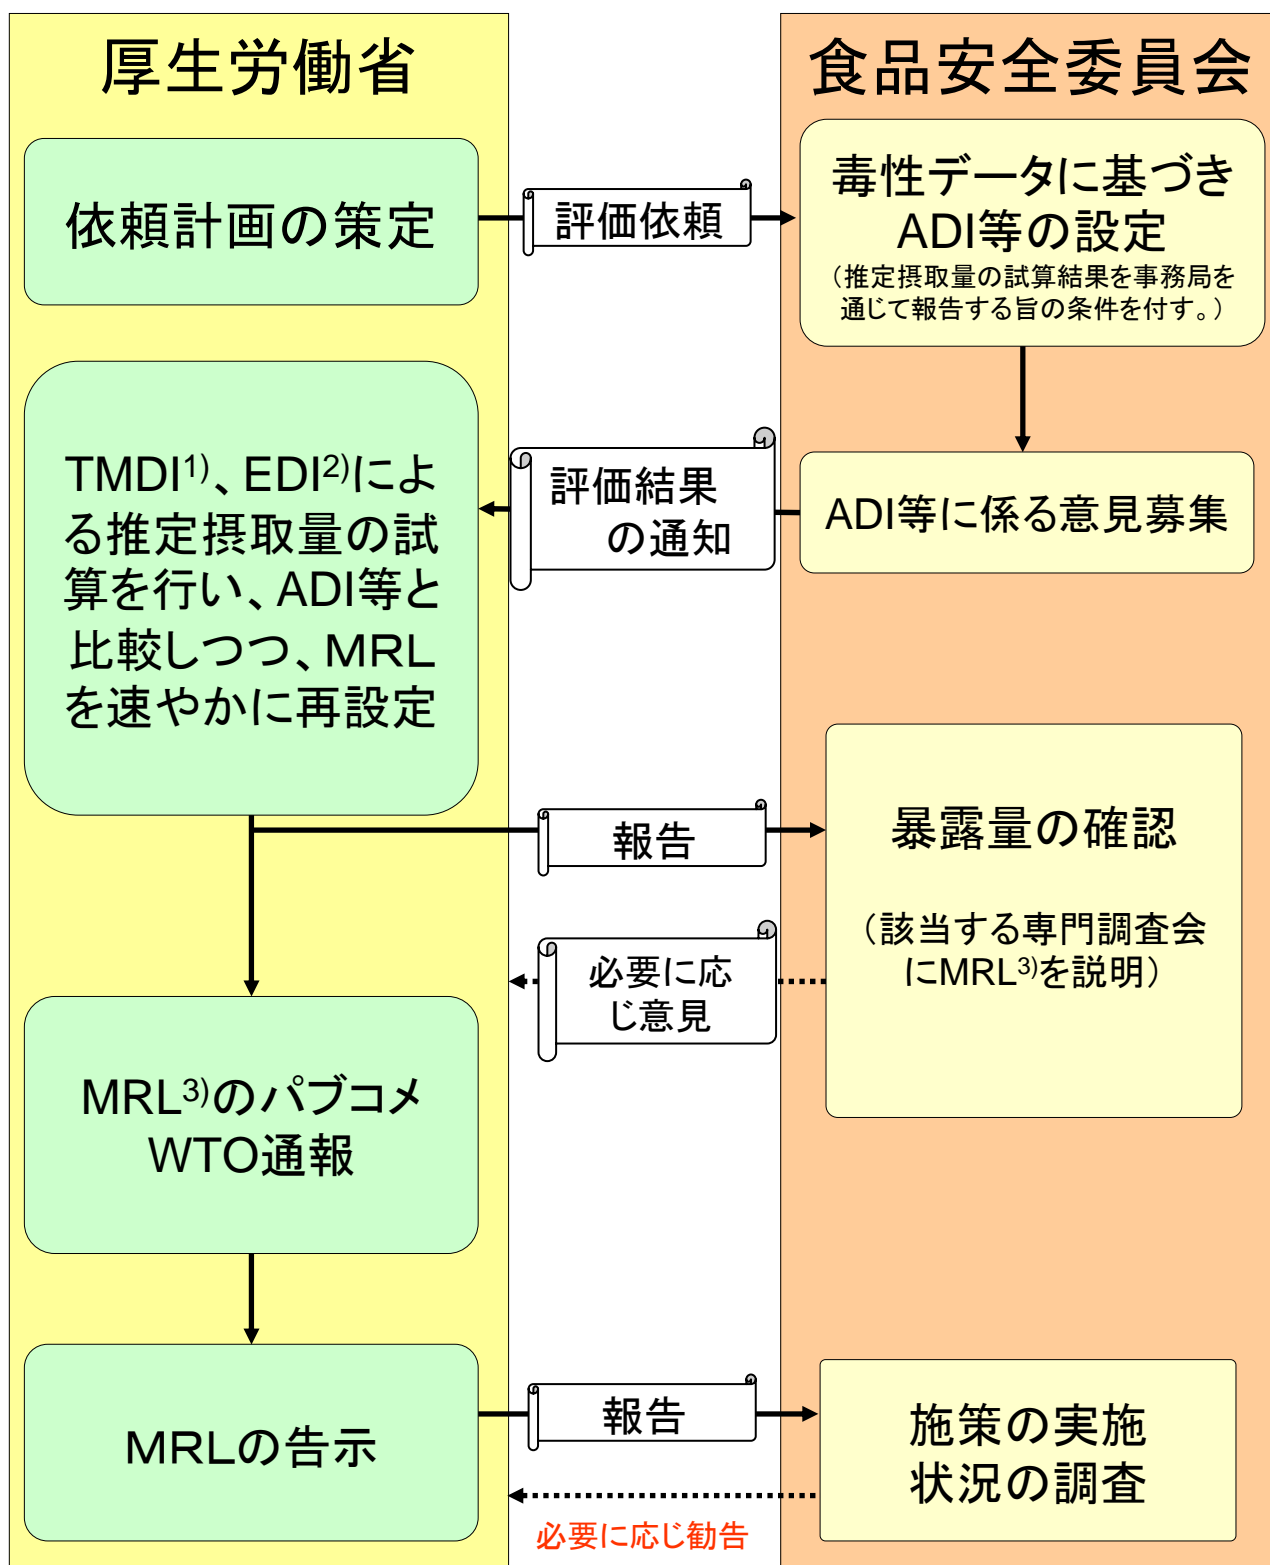 厚生労働省
食品安全委員会
依頼計画の策定
評価依頼
毒性データに基づき
ADI等の設定
（推定摂取量の試算結果を事務局を
通じて報告する旨の条件を付す。）
TMDI1)、EDI2)によ
る推定摂取量の試
算を行い、ADI等と
比較しつつ、ＭＲＬ
を速やかに再設定
評価結果
の通知
ADI等に係る意見募集
報告
暴露量の確認
（該当する専門調査会
にMRL3)を説明）
必要に応
じ意見
MRL3)のパブコメ
WTO通報
ＭＲＬの告示
報告
施策の実施
状況の調査
必要に応じ勧告